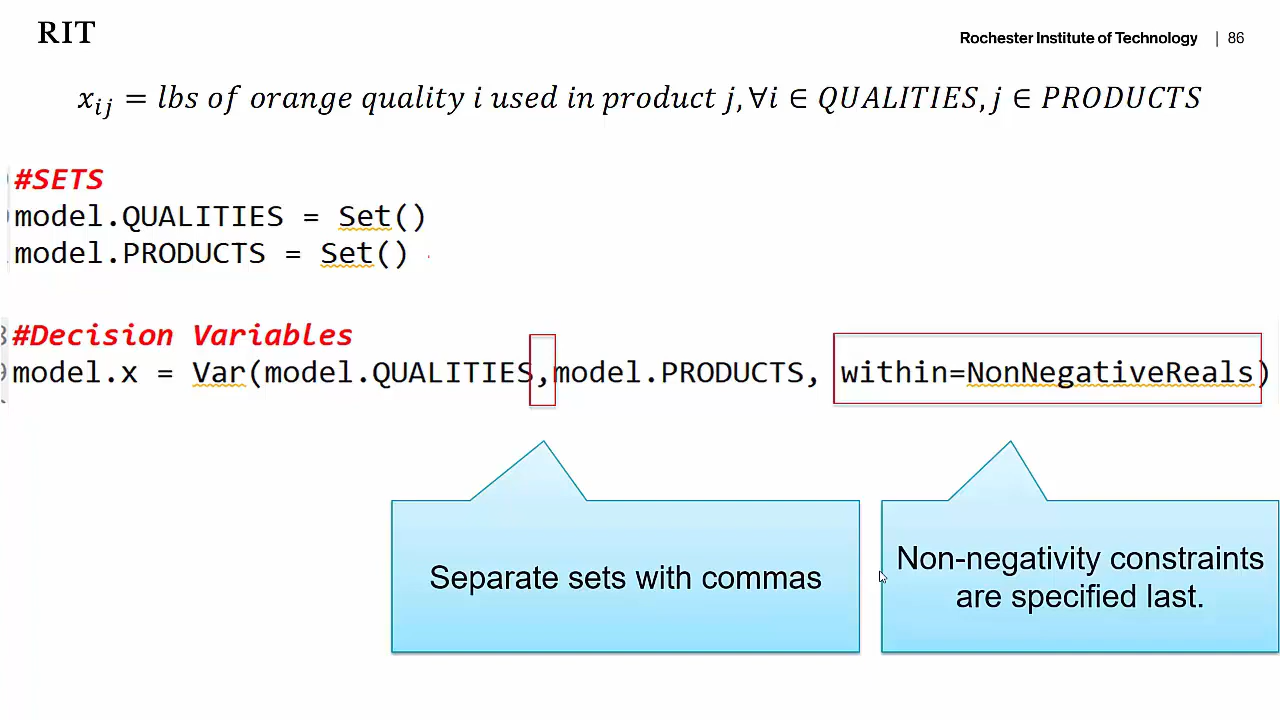 RIT
Rochester Institute of Technology | 86
x_{ij} = lbs of orange quality i used in product j, ∀i ∈ QUALITIES, j ∈ PRODUCTS
#SETS
model.QUALITIES = Set()
model.PRODUCTS = Set()
#Decision Variables
model.x = Var(model.QUALITIES,model.PRODUCTS, within=NonNegativeReals)
Separate sets with commas
Non-negativity constraints
are specified last.